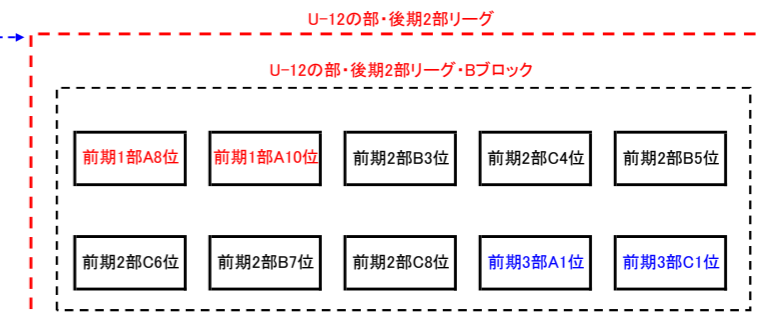 U-12の部・後期2部リーグ
U-12の部・後期2部リーグ・Bブロック
前期1部A8位 前期1部A10位 前期2部B3位 前期2部C4位 前期2部B5位
前期2部C6位 前期2部B7位 前期2部C8位 前期3部A1位 前期3部C1位